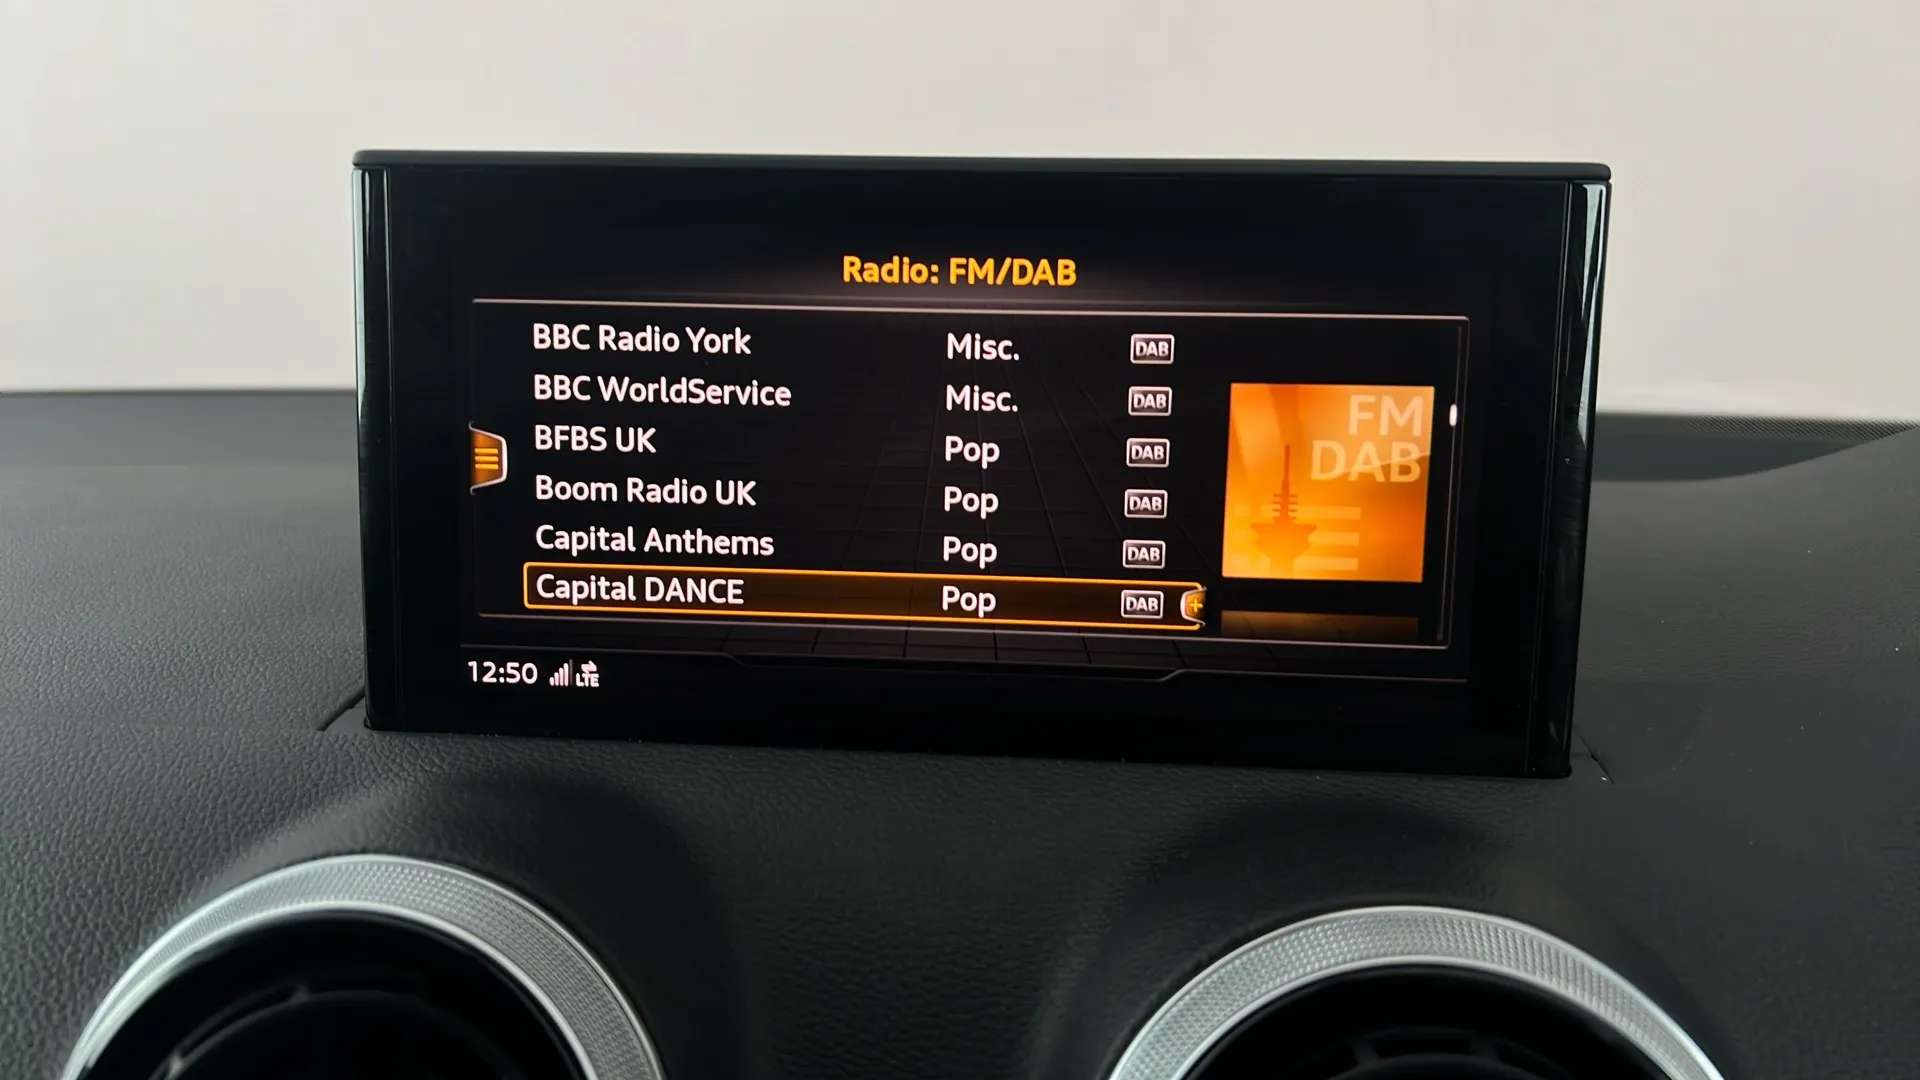 Radio: FM/DAB
BBC Radio York Misc. DAB
BBC WorldService Misc. DAB
BFBS UK Pop DAB
Boom Radio UK Pop DAB
Capital Anthems Pop DAB
Capital DANCE Pop DAB +
FM
DAB
12:50 LTE